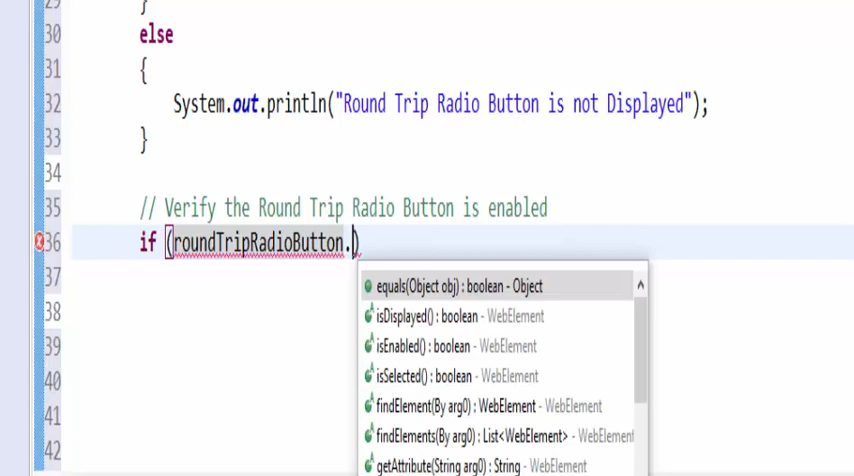 29 }
30 else
31 {
32 System.out.println("Round Trip Radio Button is not Displayed");
33 }
34
35 // Verify the Round Trip Radio Button is enabled
36 if (roundTripRadioButton.)
37
equals(Object obj) : boolean - Object
38
isDisplayed() : boolean - WebElement
39
isEnabled() : boolean - WebElement
40
isSelected() : boolean - WebElement
findElement(By arg0) : WebElement - WebElement
41
findElements(By arg0) : List<WebElement> - WebElement
42
getAttribute(String arg0) : String - WebElement